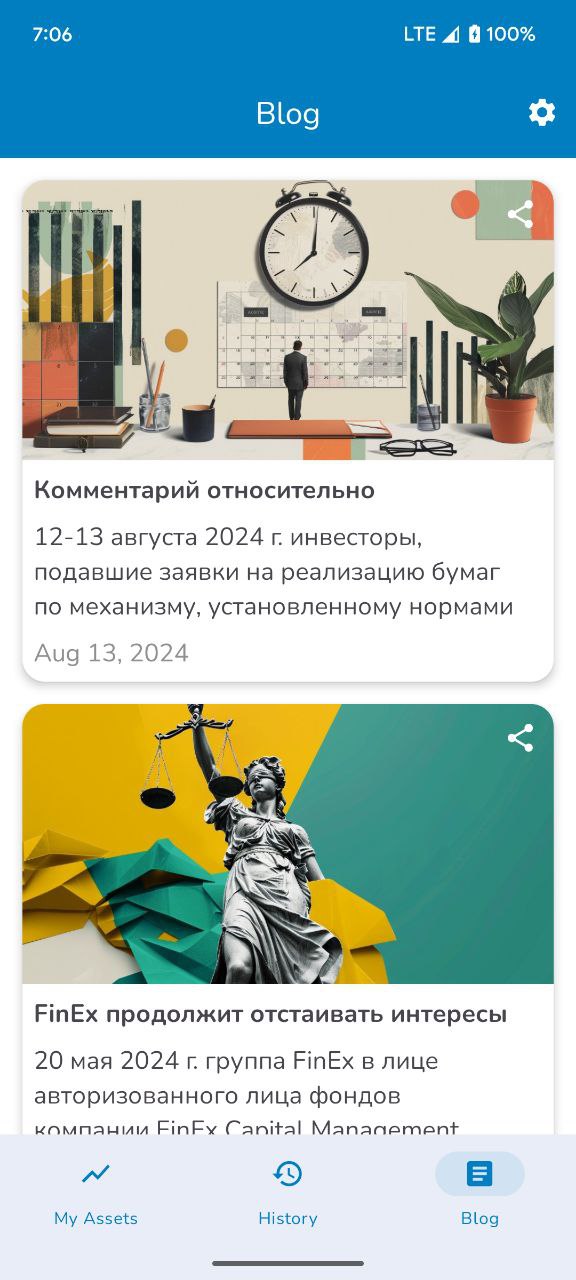 7:06
LTE 100%
Blog
Комментарий относительно
12-13 августа 2024 г. инвесторы,
подавшие заявки на реализацию бумаг
по механизму, установленному нормами
Aug 13, 2024
FinEx продолжит отстаивать интересы
20 мая 2024 г. группа FinEx в лице
авторизованного лица фондов
компании FinEx Capital Management
My Assets
History
Blog